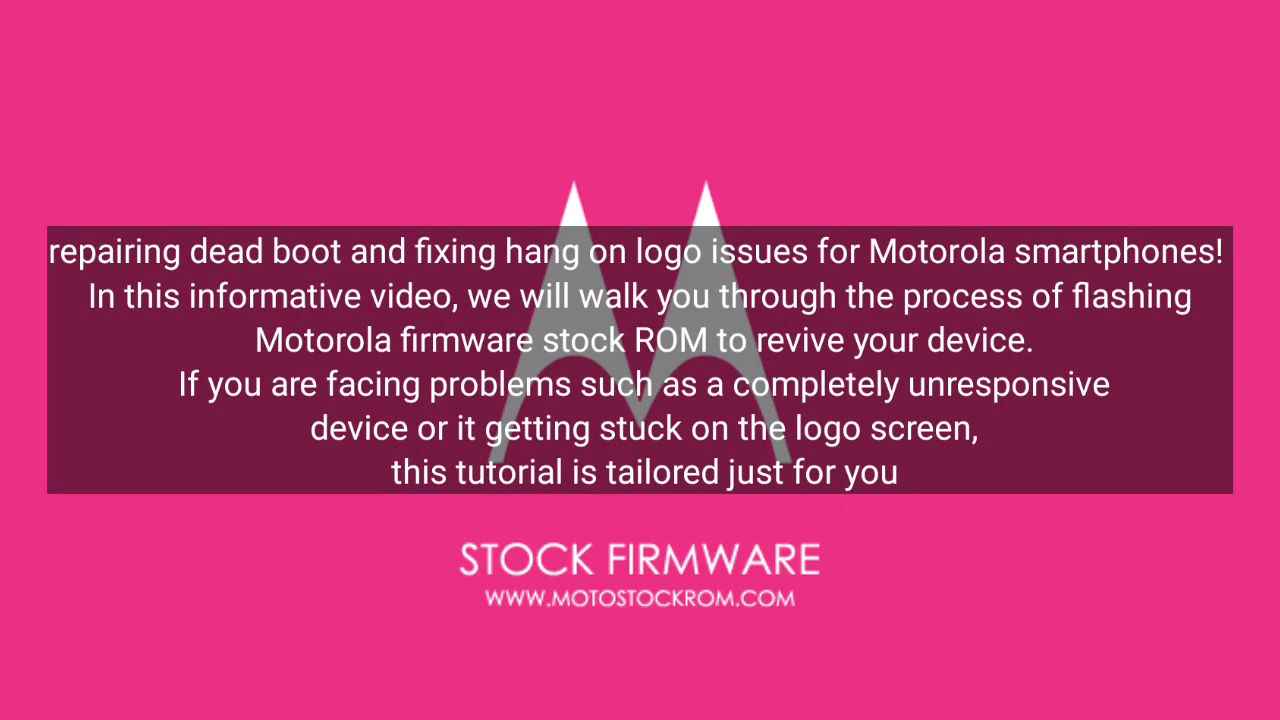 repairing dead boot and fixing hang on logo issues for Motorola smartphones!
In this informative video, we will walk you through the process of flashing
Motorola firmware stock ROM to revive your device.
If you are facing problems such as a completely unresponsive
device or it getting stuck on the logo screen,
this tutorial is tailored just for you
STOCK FIRMWARE
WWW.MOTOSTOCKROM.COM